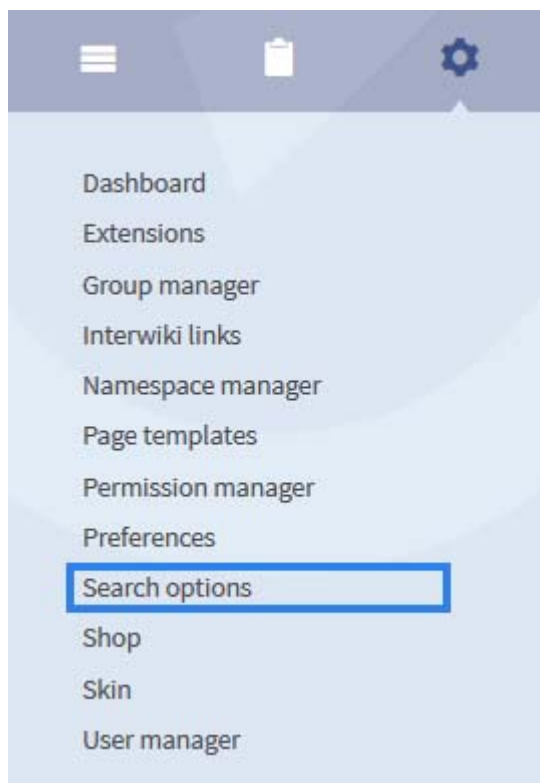 Dashboard
Extensions
Group manager
Interwiki links
Namespace manager
Page templates
Permission manager
Preferences
Search options
Shop
Skin
User manager